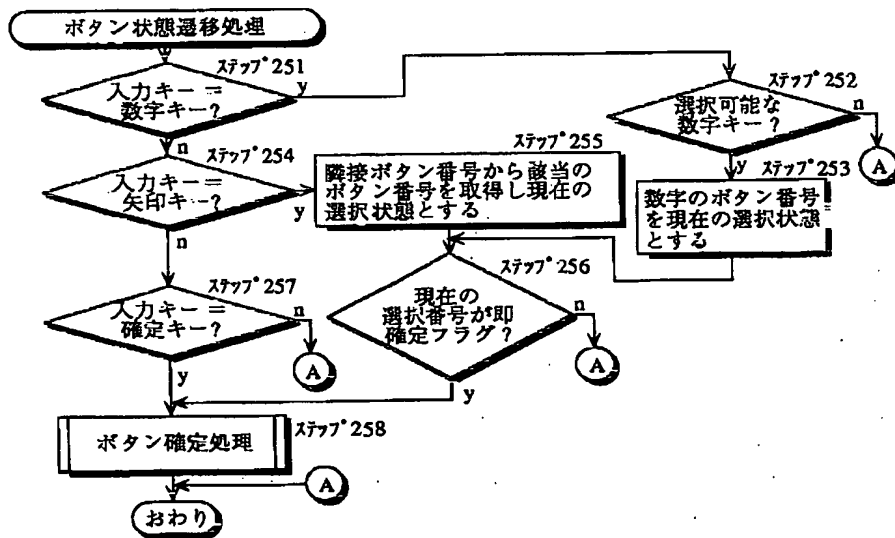 ボタン状態遷移処理
ｽﾃｯﾌﾟ251
入力キー＝
数字キー？
y
n
ｽﾃｯﾌﾟ252
選択可能な
数字キー？
n
y
A
ｽﾃｯﾌﾟ253
数字のボタン番号
を現在の選択状態
とする
ｽﾃｯﾌﾟ254
入力キー＝
矢印キー？
y
n
ｽﾃｯﾌﾟ255
隣接ボタン番号から該当の
ボタン番号を取得し現在の
選択状態とする
ｽﾃｯﾌﾟ256
現在の
選択番号が即
確定フラグ？
n
y
A
ｽﾃｯﾌﾟ257
入力キー＝
確定キー？
n
y
A
ｽﾃｯﾌﾟ258
ボタン確定処理
A
おわり